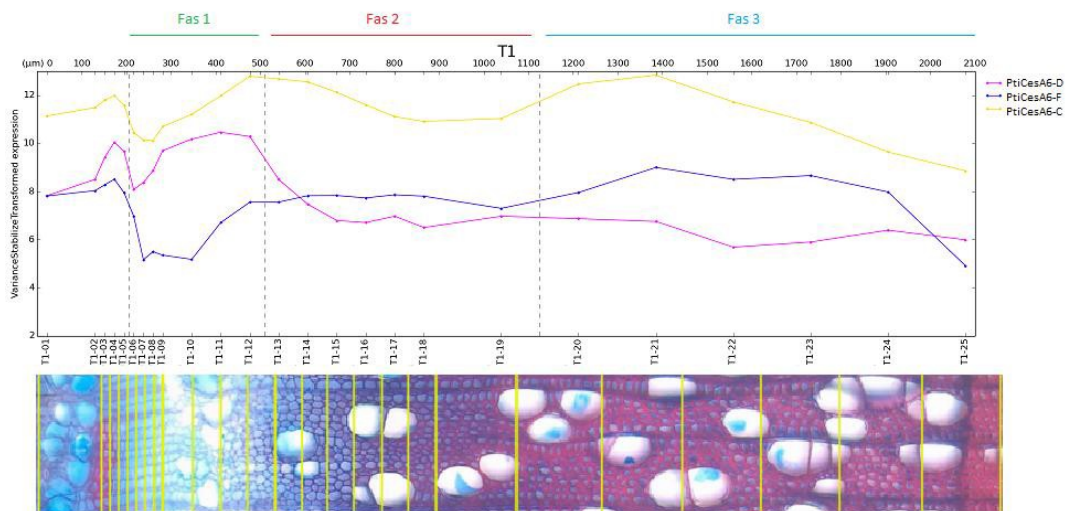 Fas 1 Fas 2 Fas 3
T1
(µm) 0 100 200 300 400 500 600 700 800 900 1000 1100 1200 1300 1400 1500 1600 1700 1800 1900 2000 2100
PtiCesA6-D
PtiCesA6-F
PtiCesA6-C
VarianceStabilizeTransformed expression
12
10
8
6
4
2
T1-01 T1-02 T1-03 T1-04 T1-05 T1-06 T1-07 T1-08 T1-09 T1-10 T1-11 T1-12 T1-13 T1-14 T1-15 T1-16 T1-17 T1-18 T1-19 T1-20 T1-21 T1-22 T1-23 T1-24 T1-25